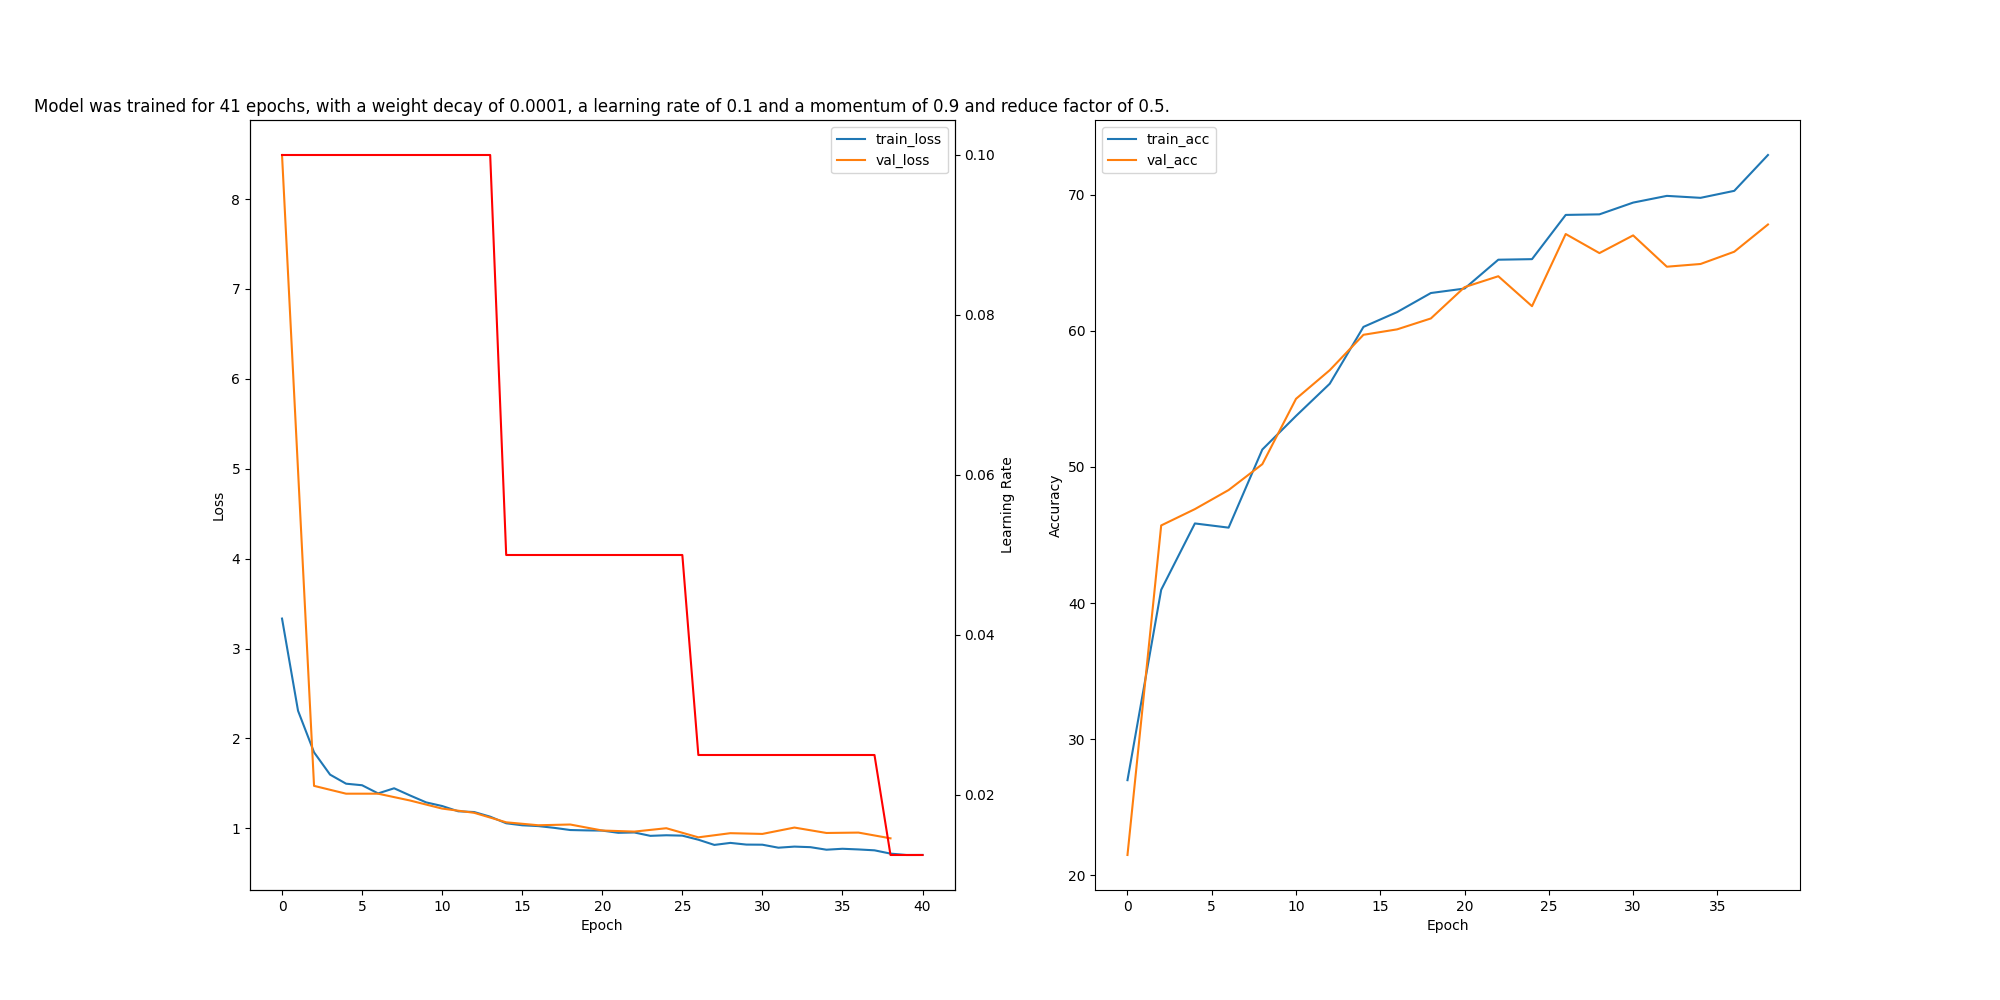 Model was trained for 41 epochs, with a weight decay of 0.0001, a learning rate of 0.1 and a momentum of 0.9 and reduce factor of 0.5.
train_loss
val_loss
8
7
6
5
4
3
2
1
Loss
0.10
0.08
0.06
0.04
0.02
Learning Rate
0 5 10 15 20 25 30 35 40
Epoch
train_acc
val_acc
70
60
50
40
30
20
Accuracy
0 5 10 15 20 25 30 35
Epoch